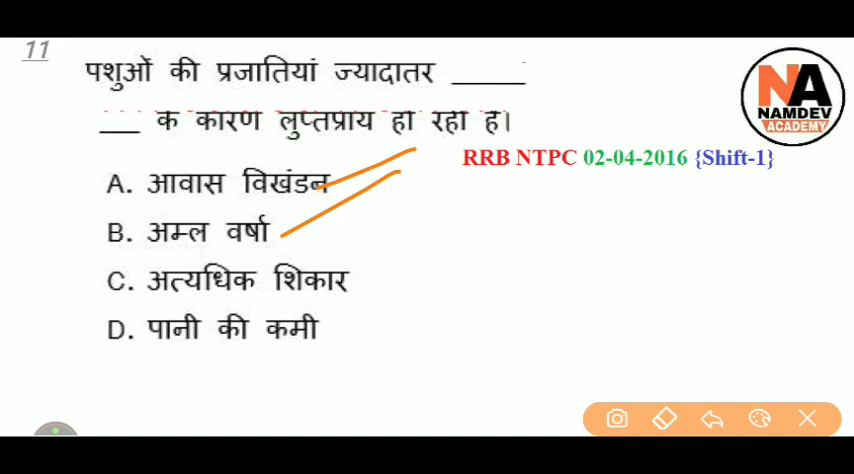 11
पशुओं की प्रजातियां ज्यादातर ______
___ के कारण लुप्तप्राय हो रही हैं।
RRB NTPC 02-04-2016 {Shift-1}
A. आवास विखंडन
B. अम्ल वर्षा
C. अत्यधिक शिकार
D. पानी की कमी
NA
NAMDEV
ACADEMY